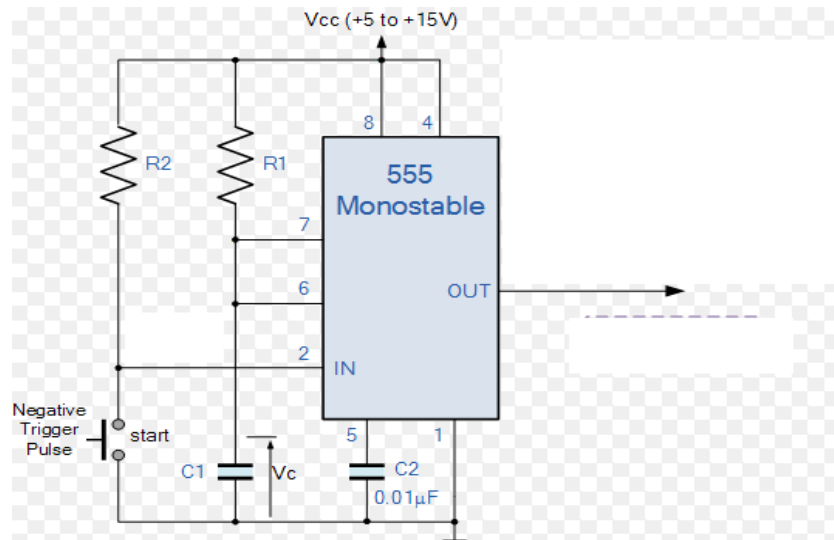 Vcc (+5 to +15V)
8
4
R2
R1
555
Monostable
7
6
OUT
2
IN
Negative
Trigger
Pulse
start
5
1
C1
Vc
C2
0.01µF